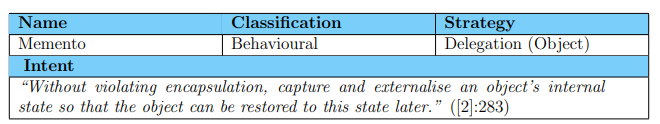 Name Classification Strategy
Memento Behavioural Delegation (Object)
Intent
“Without violating encapsulation, capture and externalise an object’s internal
state so that the object can be restored to this state later.” ([2]:283)